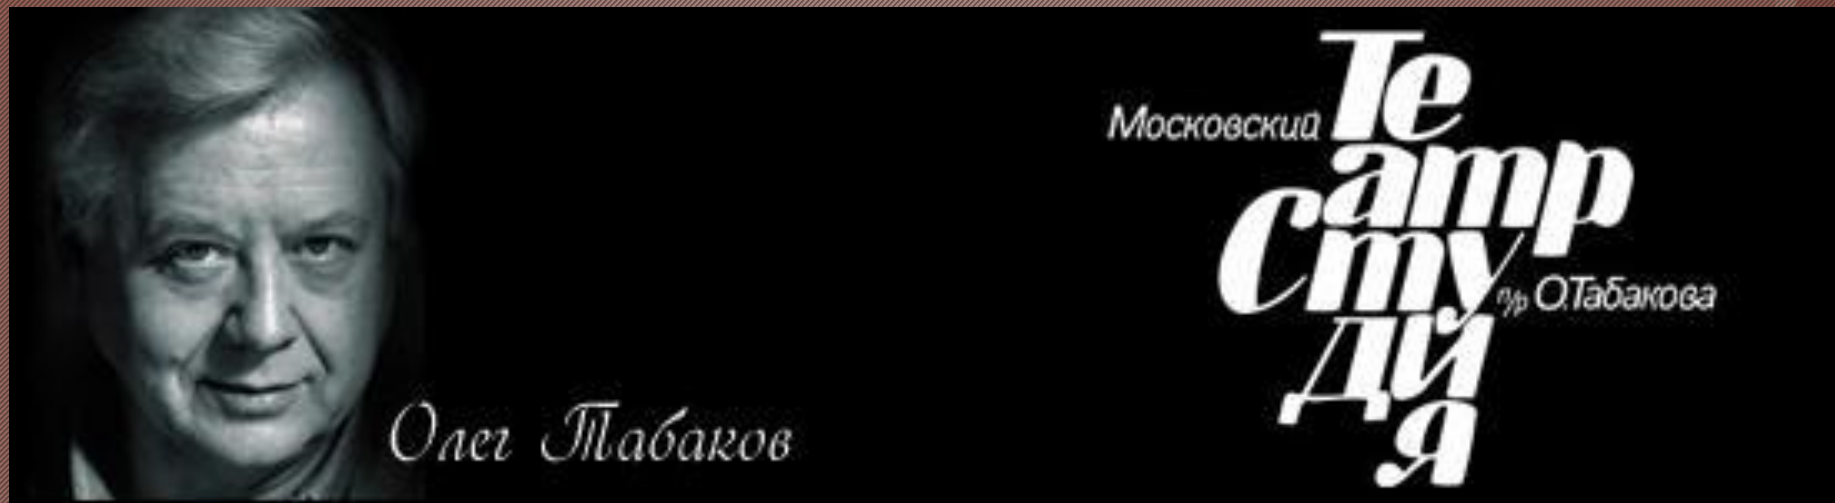 Олег Табаков
Московский
Те
атр
Сту
п/р О.Табакова
ди
я